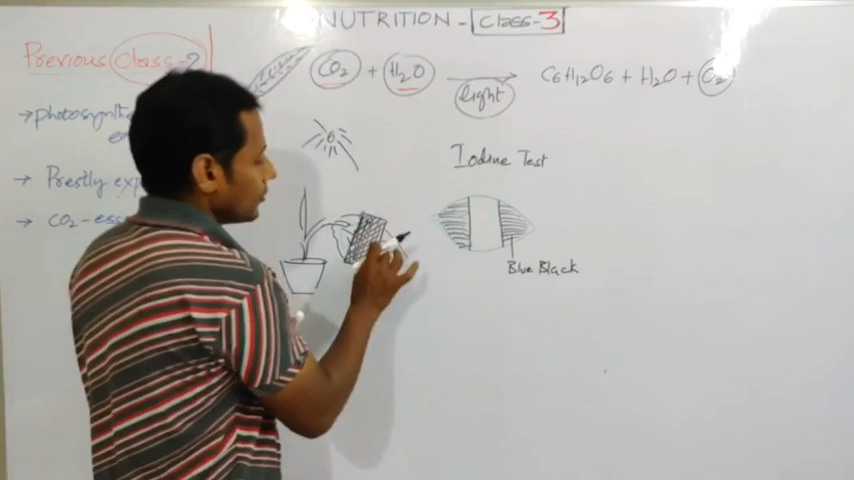 NUTRITION - Class-3
Previous Class-2
CO2 + H2O light → C6H12O6 + H2O + O2↑
→ photosynthe
→ Prestly exp
→ CO2 - ess
Iodine Test
Blue Black